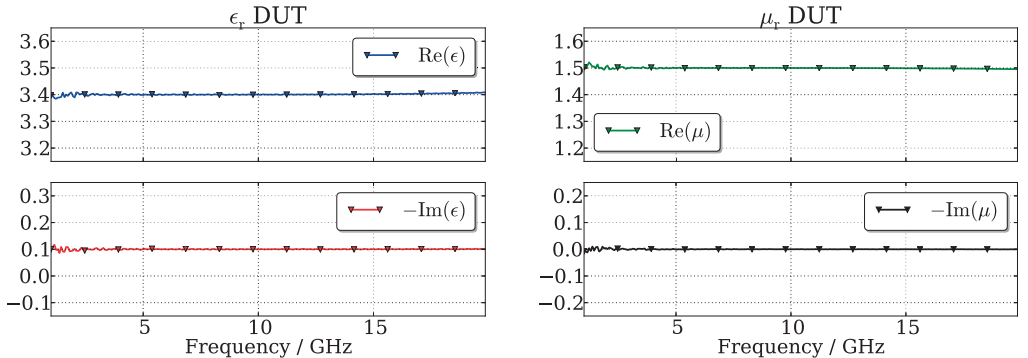 ϵr DUT
3.6
3.5
3.4
3.3
3.2
Re(ϵ)
0.3
0.2
0.1
0.0
−0.1
−Im(ϵ)
5 10 15
Frequency / GHz
μr DUT
1.6
1.5
1.4
1.3
1.2
Re(μ)
0.2
0.1
0.0
−0.1
−0.2
−Im(μ)
5 10 15
Frequency / GHz